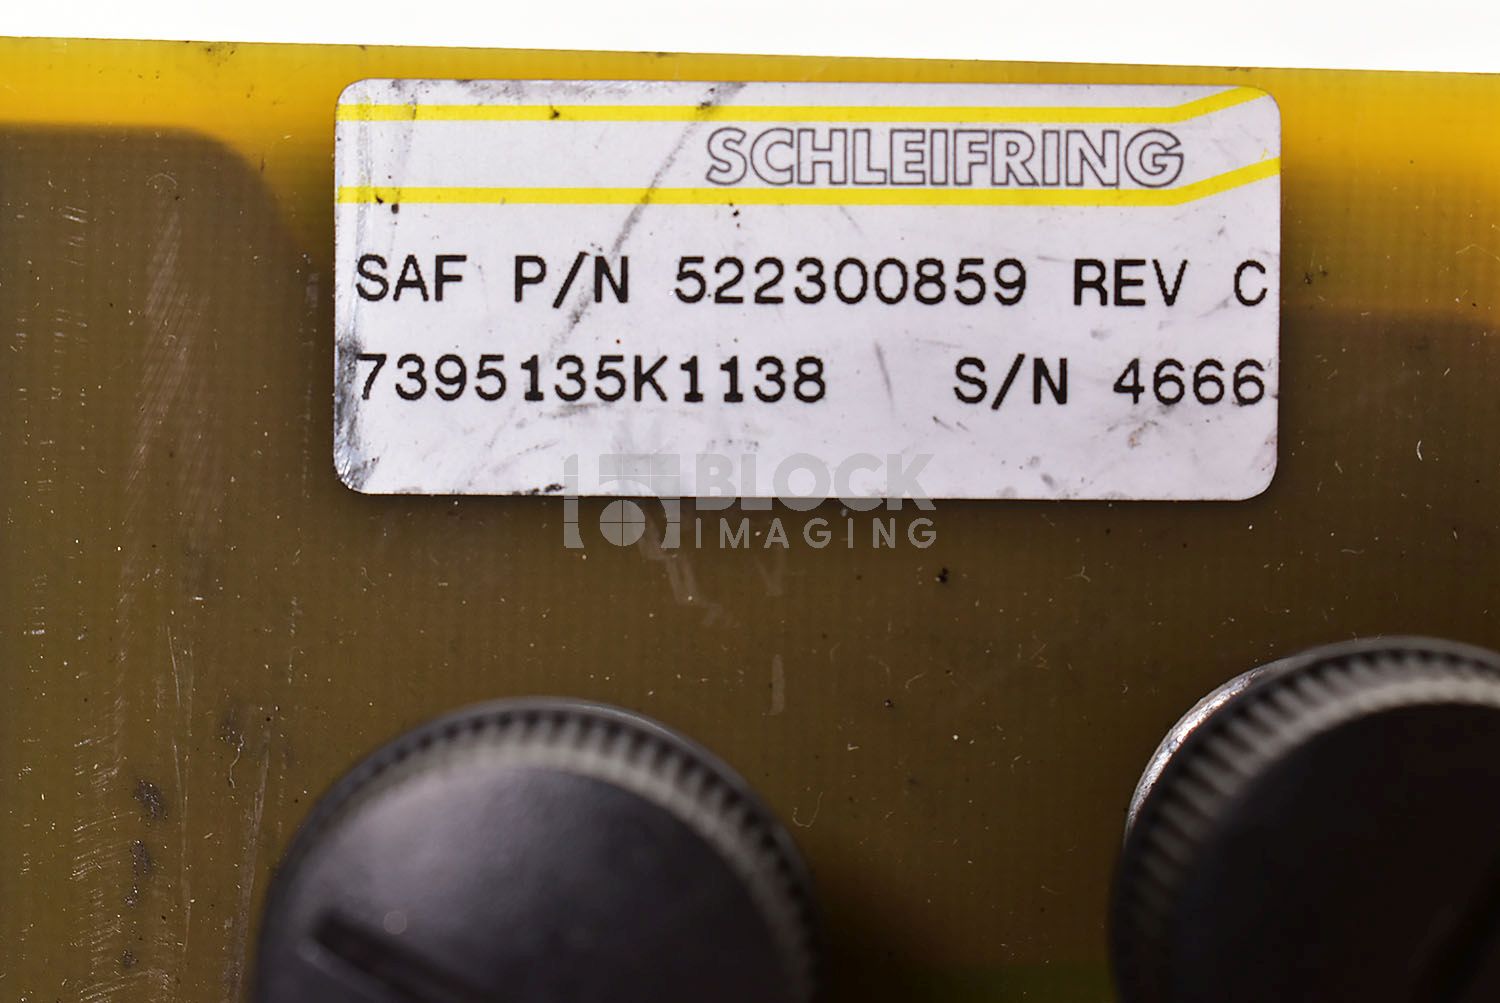 SCHLEIFRING
SAF P/N 522300859 REV C
7395135K1138 S/N 4666
BLOCK
IMAGING